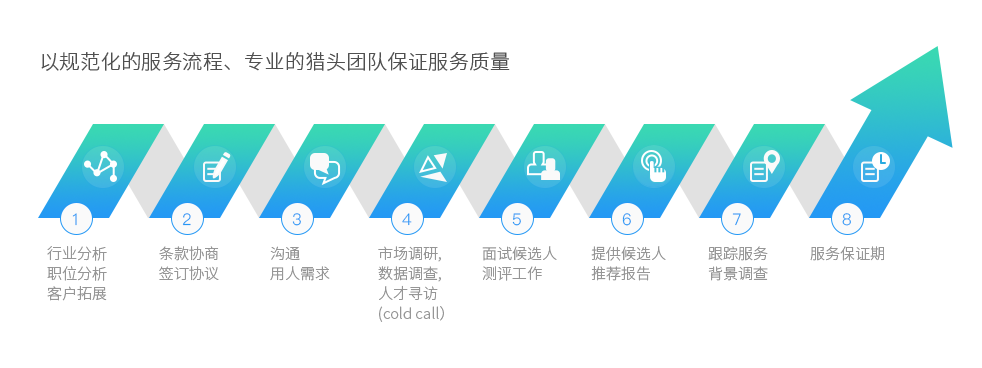 以规范化的服务流程、专业的猎头团队保证服务质量
1
行业分析
职位分析
客户拓展
2
条款协商
签订协议
3
沟通
用人需求
4
市场调研,
数据调查,
人才寻访
(cold call）
5
面试候选人
测评工作
6
提供候选人
推荐报告
7
跟踪服务
背景调查
8
服务保证期